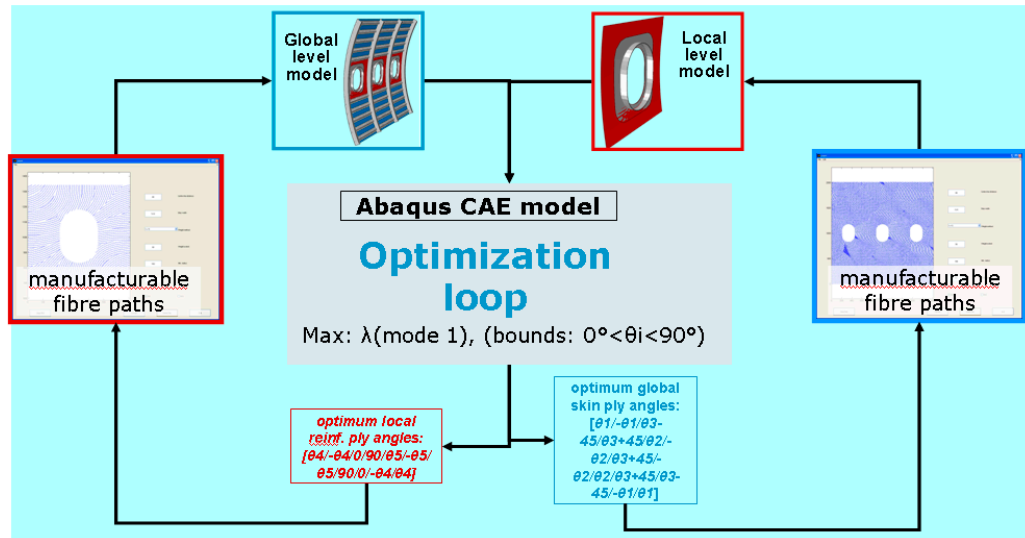 Global
level
model
Local
level
model
Abaqus CAE model
Optimization
loop
Max: λ(mode 1), (bounds: 0°<θi<90°)
manufacturable
fibre paths
manufacturable
fibre paths
optimum local
reinf. ply angles:
[θ4/-θ4/0/90/θ5/-θ5/
θ5/90/0/-θ4/θ4]
optimum global
skin ply angles:
[θ1/-θ1/θ3-
45/θ3+45/θ2/-
θ2/θ3+45/-
θ2/θ2/θ3+45/θ3-
45/-θ1/θ1]